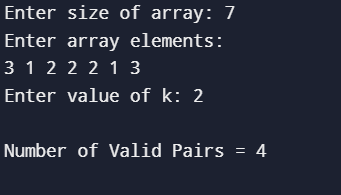 Enter size of array: 7
Enter array elements:
3 1 2 2 2 1 3
Enter value of k: 2
Number of Valid Pairs = 4